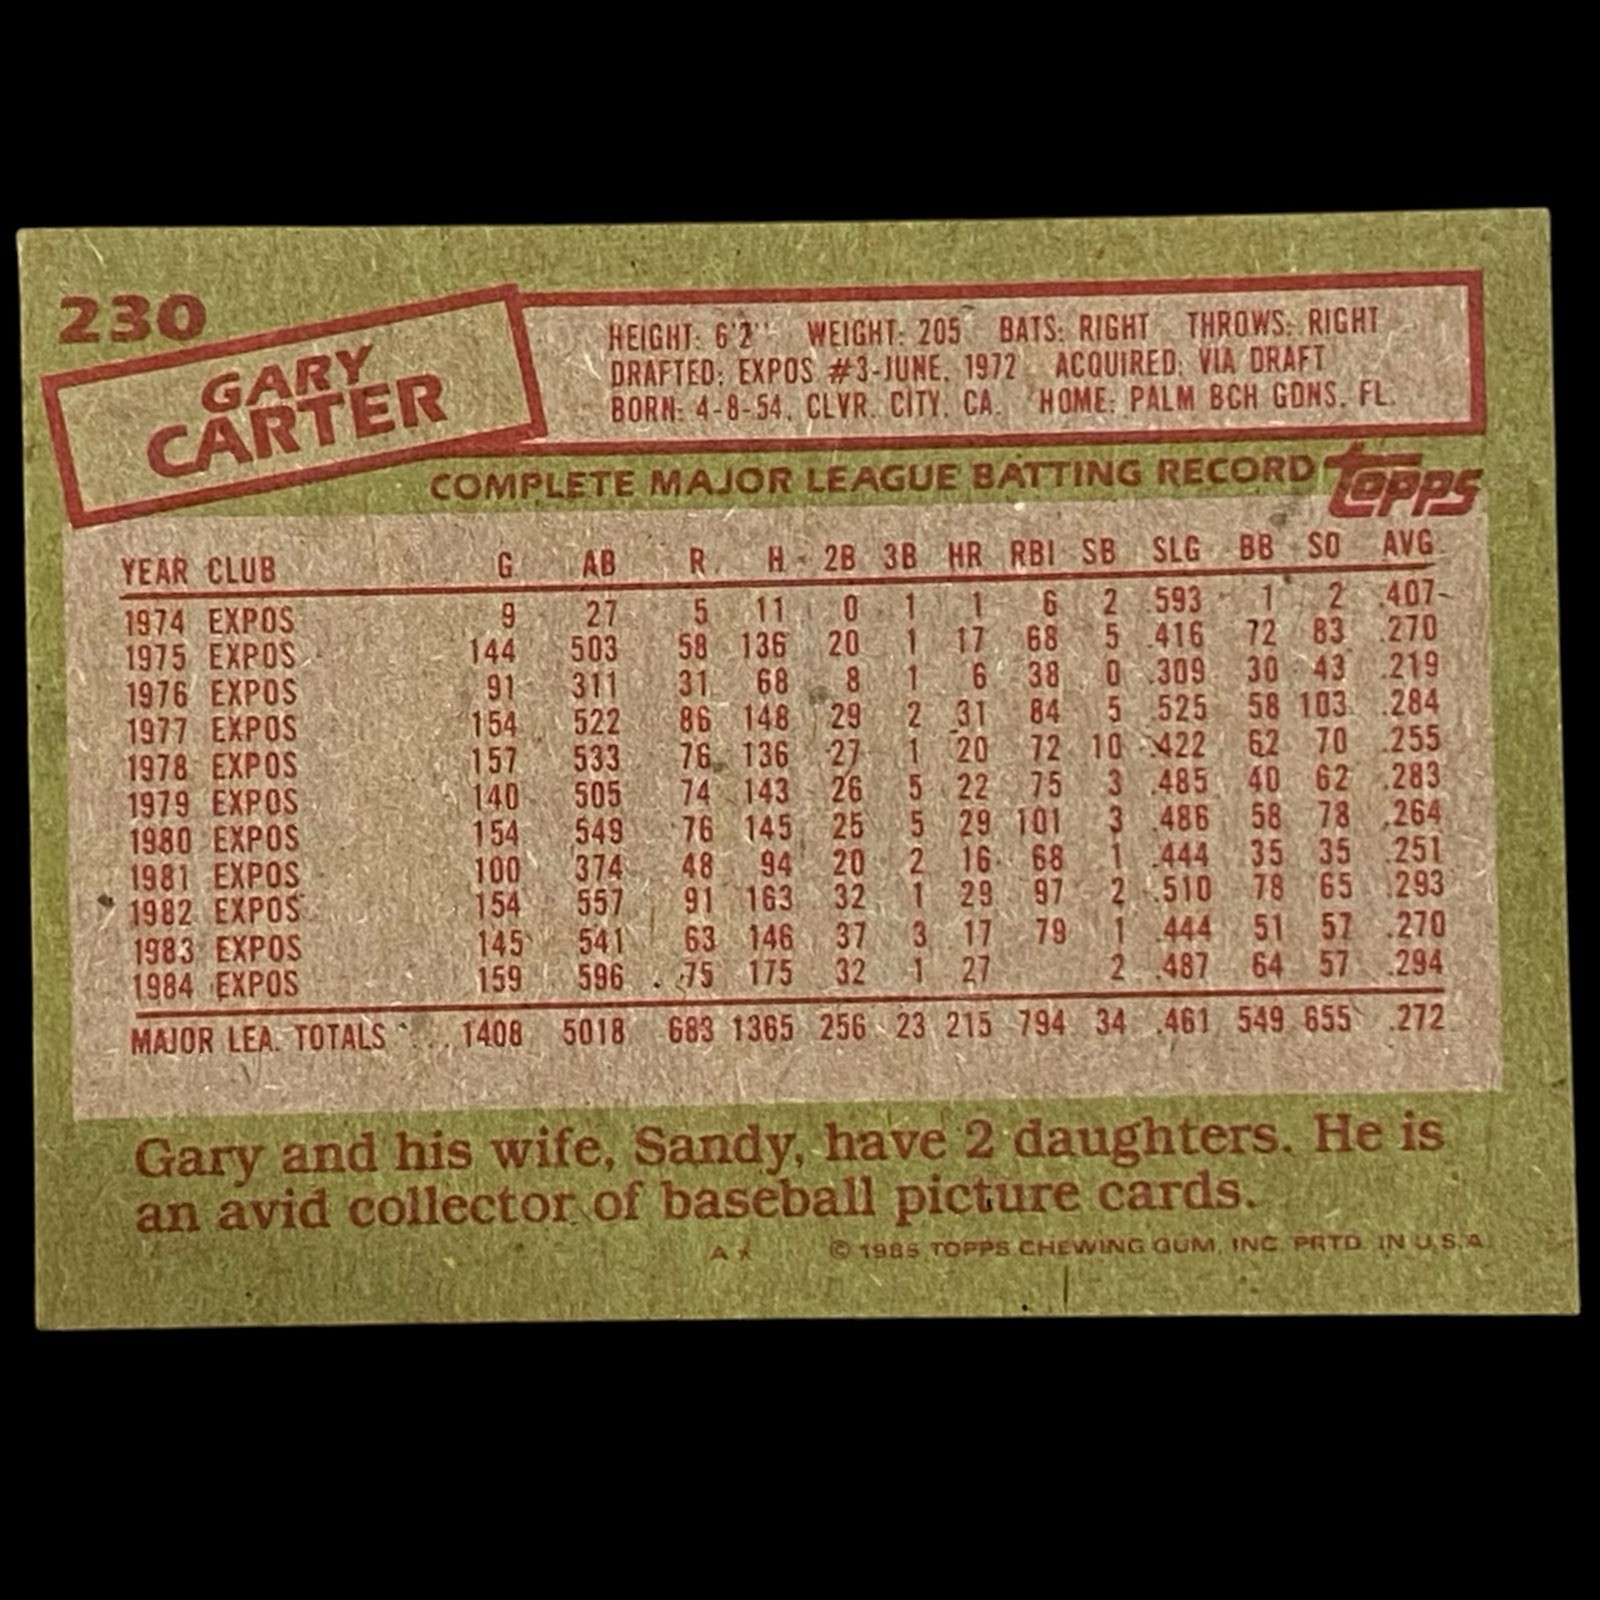 230
GARY
CARTER
HEIGHT: 6'2" WEIGHT: 205 BATS: RIGHT THROWS: RIGHT
DRAFTED: EXPOS #3-JUNE, 1972 ACQUIRED: VIA DRAFT
BORN: 4-8-54, CLVR. CITY, CA. HOME: PALM BCH GDNS. FL.
COMPLETE MAJOR LEAGUE BATTING RECORD topps
YEAR CLUB G AB R H 2B 3B HR RBI SB SLG BB SO AVG
1974 EXPOS 9 27 5 11 0 1 1 6 2 .593 1 2 .407
1975 EXPOS 144 503 58 136 20 1 17 68 5 .416 72 83 .270
1976 EXPOS 91 311 31 68 8 1 6 38 0 .309 30 43 .219
1977 EXPOS 154 522 86 148 29 2 31 84 5 .525 58 103 .284
1978 EXPOS 157 533 76 136 27 1 20 72 10 .422 62 70 .255
1979 EXPOS 140 505 74 143 26 5 22 75 3 .485 40 62 .283
1980 EXPOS 154 549 76 145 25 5 29 101 3 .486 58 78 .264
1981 EXPOS 100 374 48 94 20 2 16 68 1 .444 35 35 .251
1982 EXPOS 154 557 91 163 32 1 29 97 2 .510 78 65 .293
1983 EXPOS 145 541 63 146 37 3 17 79 1 .444 51 57 .270
1984 EXPOS 159 596 75 175 32 1 27 2 .487 64 57 .294
MAJOR LEA. TOTALS 1408 5018 683 1365 256 23 215 794 34 .461 549 655 .272
Gary and his wife, Sandy, have 2 daughters. He is
an avid collector of baseball picture cards.
A* © 1985 TOPPS CHEWING GUM, INC. PRTD. IN U.S.A.